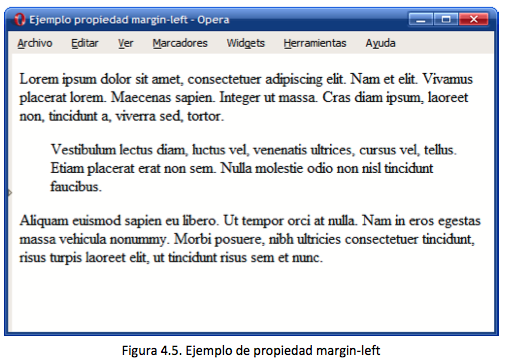 Ejemplo propiedad margin-left - Opera
Archivo Editar Ver Marcadores Widgets Herramientas Ayuda
Lorem ipsum dolor sit amet, consectetuer adipiscing elit. Nam et elit. Vivamus
placerat lorem. Maecenas sapien. Integer ut massa. Cras diam ipsum, laoreet
non, tincidunt a, viverra sed, tortor.
Vestibulum lectus diam, luctus vel, venenatis ultrices, cursus vel, tellus.
Etiam placerat erat non sem. Nulla molestie odio non nisl tincidunt
faucibus.
Aliquam euismod sapien eu libero. Ut tempor orci at nulla. Nam in eros egestas
massa vehicula nonummy. Morbi posuere, nibh ultricies consectetuer tincidunt,
risus turpis laoreet elit, ut tincidunt risus sem et nunc.
Figura 4.5. Ejemplo de propiedad margin-left